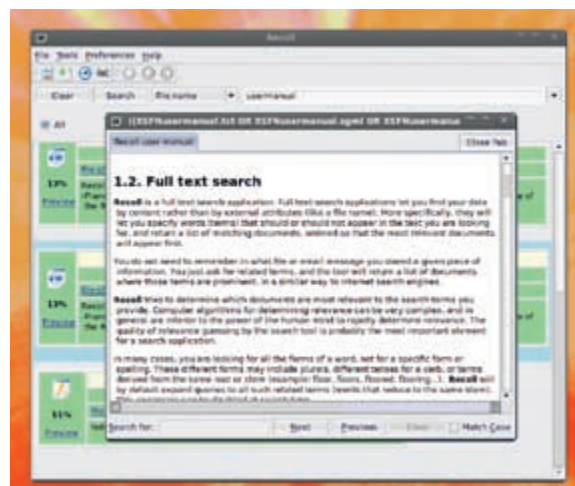 Recoll
File Tools Preferences Help
Clear Search File name usermanual
All
((XSFNusermanual.txt OR XSFNusermanual.sgml OR XSFNusermanua
Recoll user manual Close Tab
1.2. Full text search
Recoll is a full text search application. Full text search applications let you find your data
by content rather than by external attributes (like a file name). More specifically, they will
let you specify words (terms) that should or should not appear in the text you are looking
for, and return a list of matching documents, ordered so that the most relevant documents
will appear first.
You do not need to remember in what file or email message you stored a given piece of
information. You just ask for related terms, and the tool will return a list of documents
where those terms are prominent, in a similar way to internet search engines.
Recoll tries to determine which documents are most relevant to the search terms you
provide. Computer algorithms for determining relevance can be very complex, and in
general are inferior to the power of the human mind to rapidly determine relevance. The
quality of relevance guessing by the search tool is probably the most important element
for a search application.
In many cases, you are looking for all the forms of a word, not for a specific form or
spelling. These different forms may include plurals, different tenses for a verb, or terms
derived from the same root or stem (example: floor, floors, floored, flooring...). Recoll will
by default expand queries to all such related terms (words that reduce to the same stem).
13%
Preview
13%
Preview
11%
Preview
Search for: Next Previous Clear Match Case